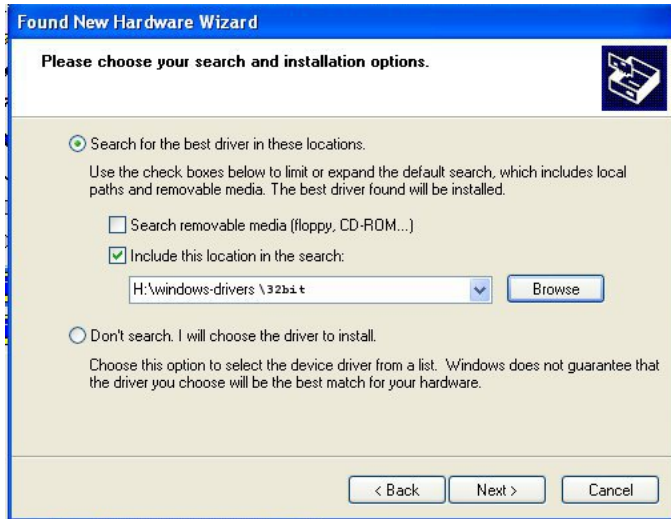 Found New Hardware Wizard
Please choose your search and installation options.
Search for the best driver in these locations.
Use the check boxes below to limit or expand the default search, which includes local
paths and removable media. The best driver found will be installed.
Search removable media (floppy, CD-ROM...)
Include this location in the search:
H:\windows-drivers \32bit
Browse
Don't search. I will choose the driver to install.
Choose this option to select the device driver from a list. Windows does not guarantee that
the driver you choose will be the best match for your hardware.
< Back
Next >
Cancel